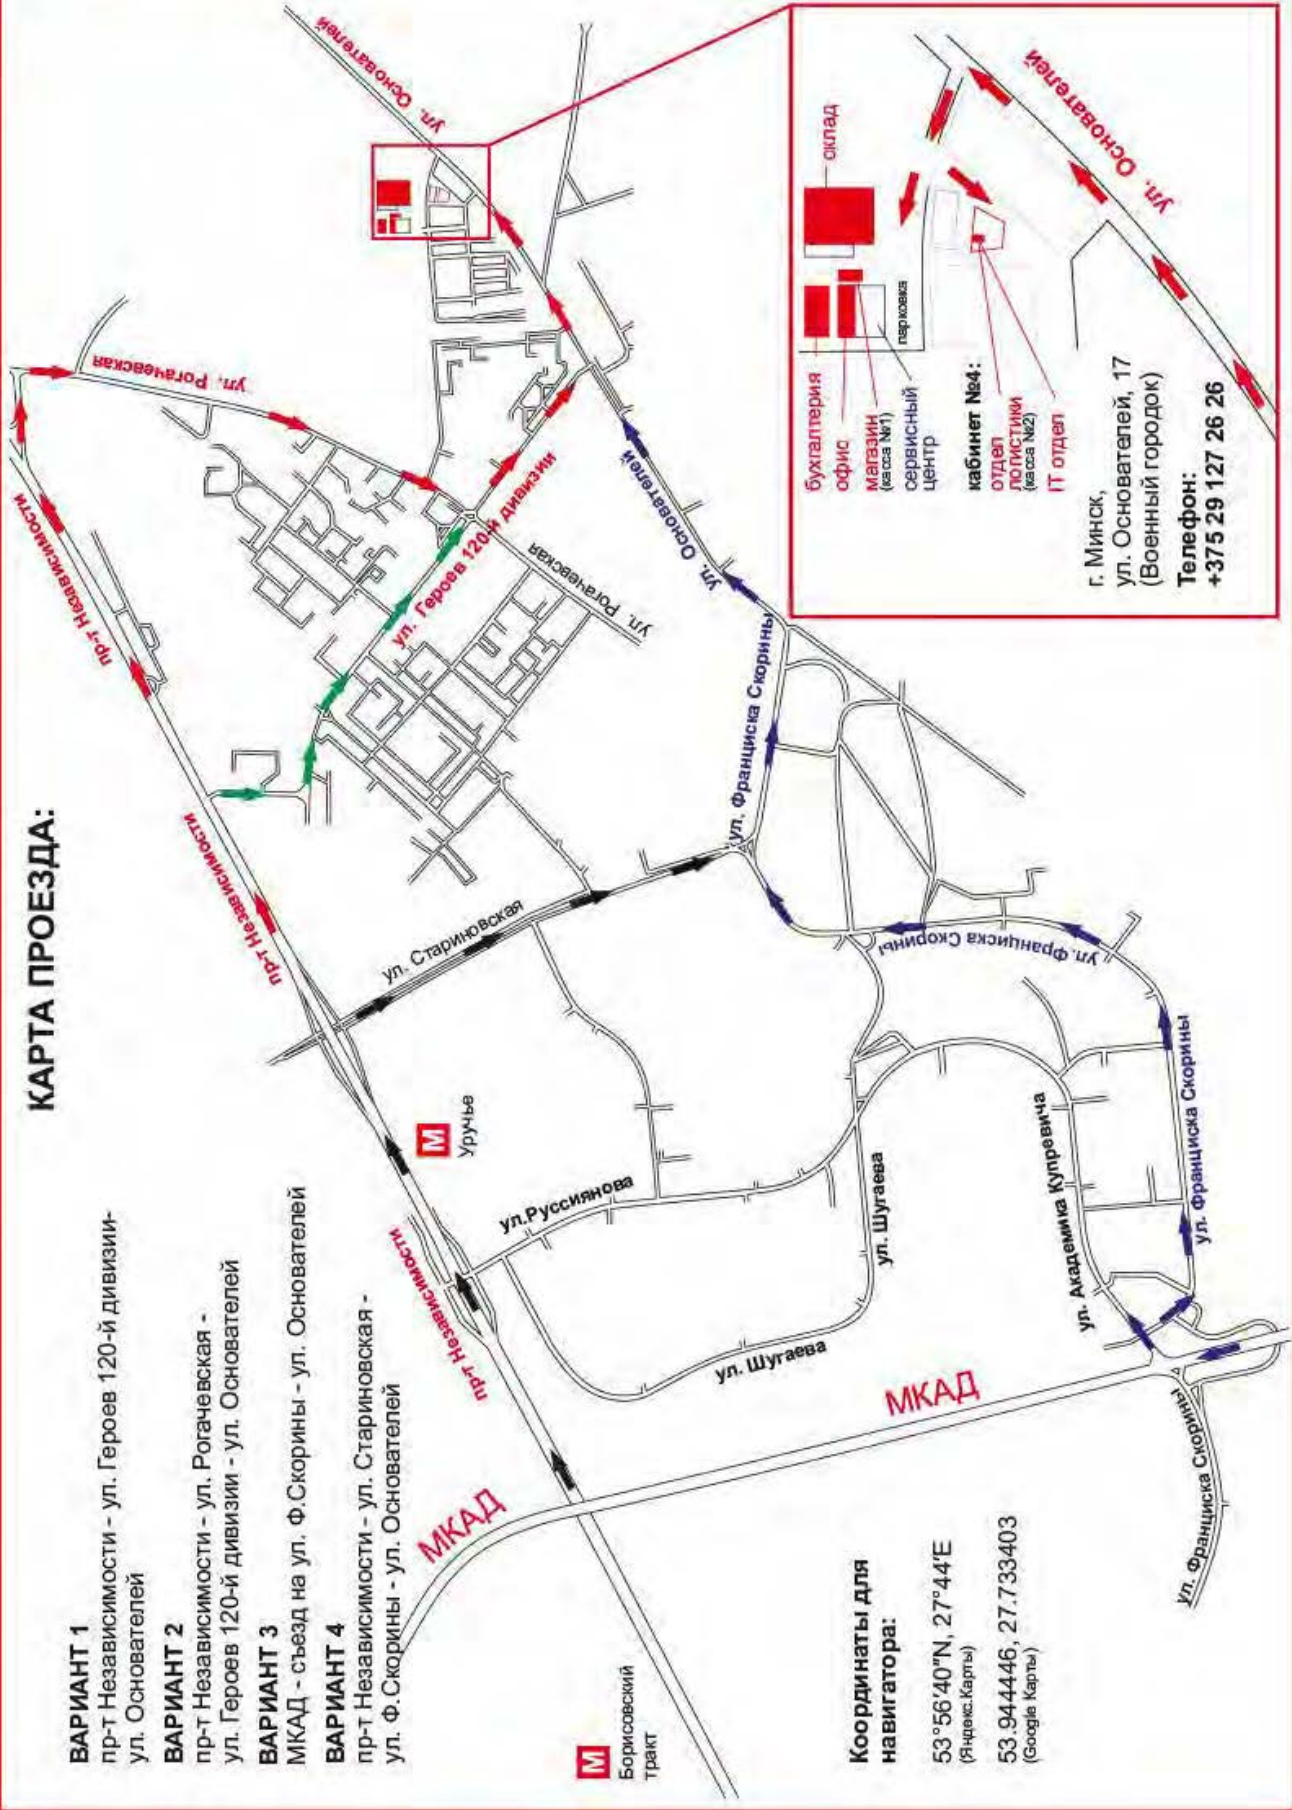 КАРТА ПРОЕЗДА:
ВАРИАНТ 1
пр-т Независимости - ул. Героев 120-й дивизии-
ул. Основателей
ВАРИАНТ 2
пр-т Независимости - ул. Рогачевская -
ул. Героев 120-й дивизии - ул. Основателей
ВАРИАНТ 3
МКАД - съезд на ул. Ф.Скорины - ул. Основателей
ВАРИАНТ 4
пр-т Независимости - ул. Стариновская -
ул. Ф.Скорины - ул. Основателей
М
Борисовский
тракт
МКАД
МКАД
пр-т Независимости
М
Уручье
пр-т Независимости
пр-т Независимости
пр-т Независимости
ул. Рогачевская
ул. Героев 120-й дивизии
ул. Рогачевская
ул. Основателей
ул. Основателей
ул. Стариновская
ул. Франциска Скорины
ул. Франциска Скорины
ул. Франциска Скорины
ул. Франциска Скорины
ул.Руссиянова
ул. Шугаева
ул. Шугаева
ул. Академика Купревича
Координаты для
навигатора:
53°56'40"N, 27°44'E
(Яндекс.Карты)
53.944446, 27.733403
(Google Карты)
бухгалтерия
офис
магазин
(касса №1)
сервисный
центр
парковка
оклад
кабинет №4:
отдел
логистики
(касса №2)
IT отдел
ул. Основателей
г. Минск,
ул. Основателей, 17
(Военный городок)
Телефон:
+375 29 127 26 26